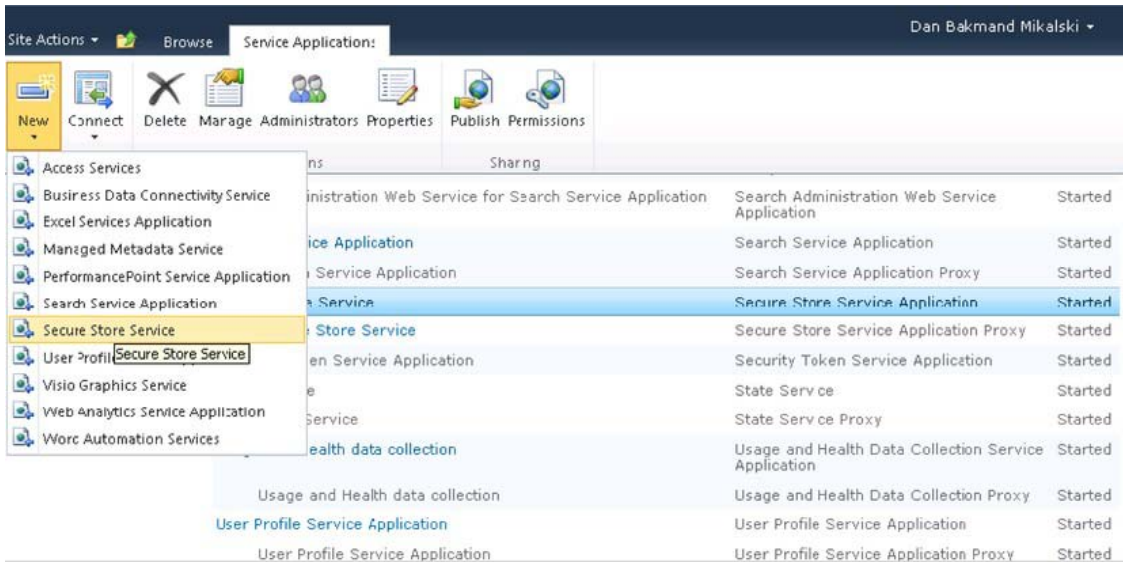 Dan Bakmand Mikalski
Site Actions Browse Service Applications
New Connect Delete Manage Administrators Properties Publish Permissions
ns Sharing
Access Services
Business Data Connectivity Service
Excel Services Application
Managed Metadata Service
PerformancePoint Service Application
Search Service Application
Secure Store Service
User Profil
Secure Store Service
Visio Graphics Service
Web Analytics Service Application
Word Automation Services
inistration Web Service for Search Service Application Search Administration Web Service Started
Application
ice Application Search Service Application Started
Service Application Search Service Application Proxy Started
e Service Secure Store Service Application Started
Store Service Secure Store Service Application Proxy Started
en Service Application Security Token Service Application Started
e State Service Started
Service State Service Proxy Started
ealth data collection Usage and Health Data Collection Service Started
Application
Usage and Health data collection Usage and Health Data Collection Proxy Started
User Profile Service Application User Profile Service Application Started
User Profile Service Application User Profile Service Application Proxy Started